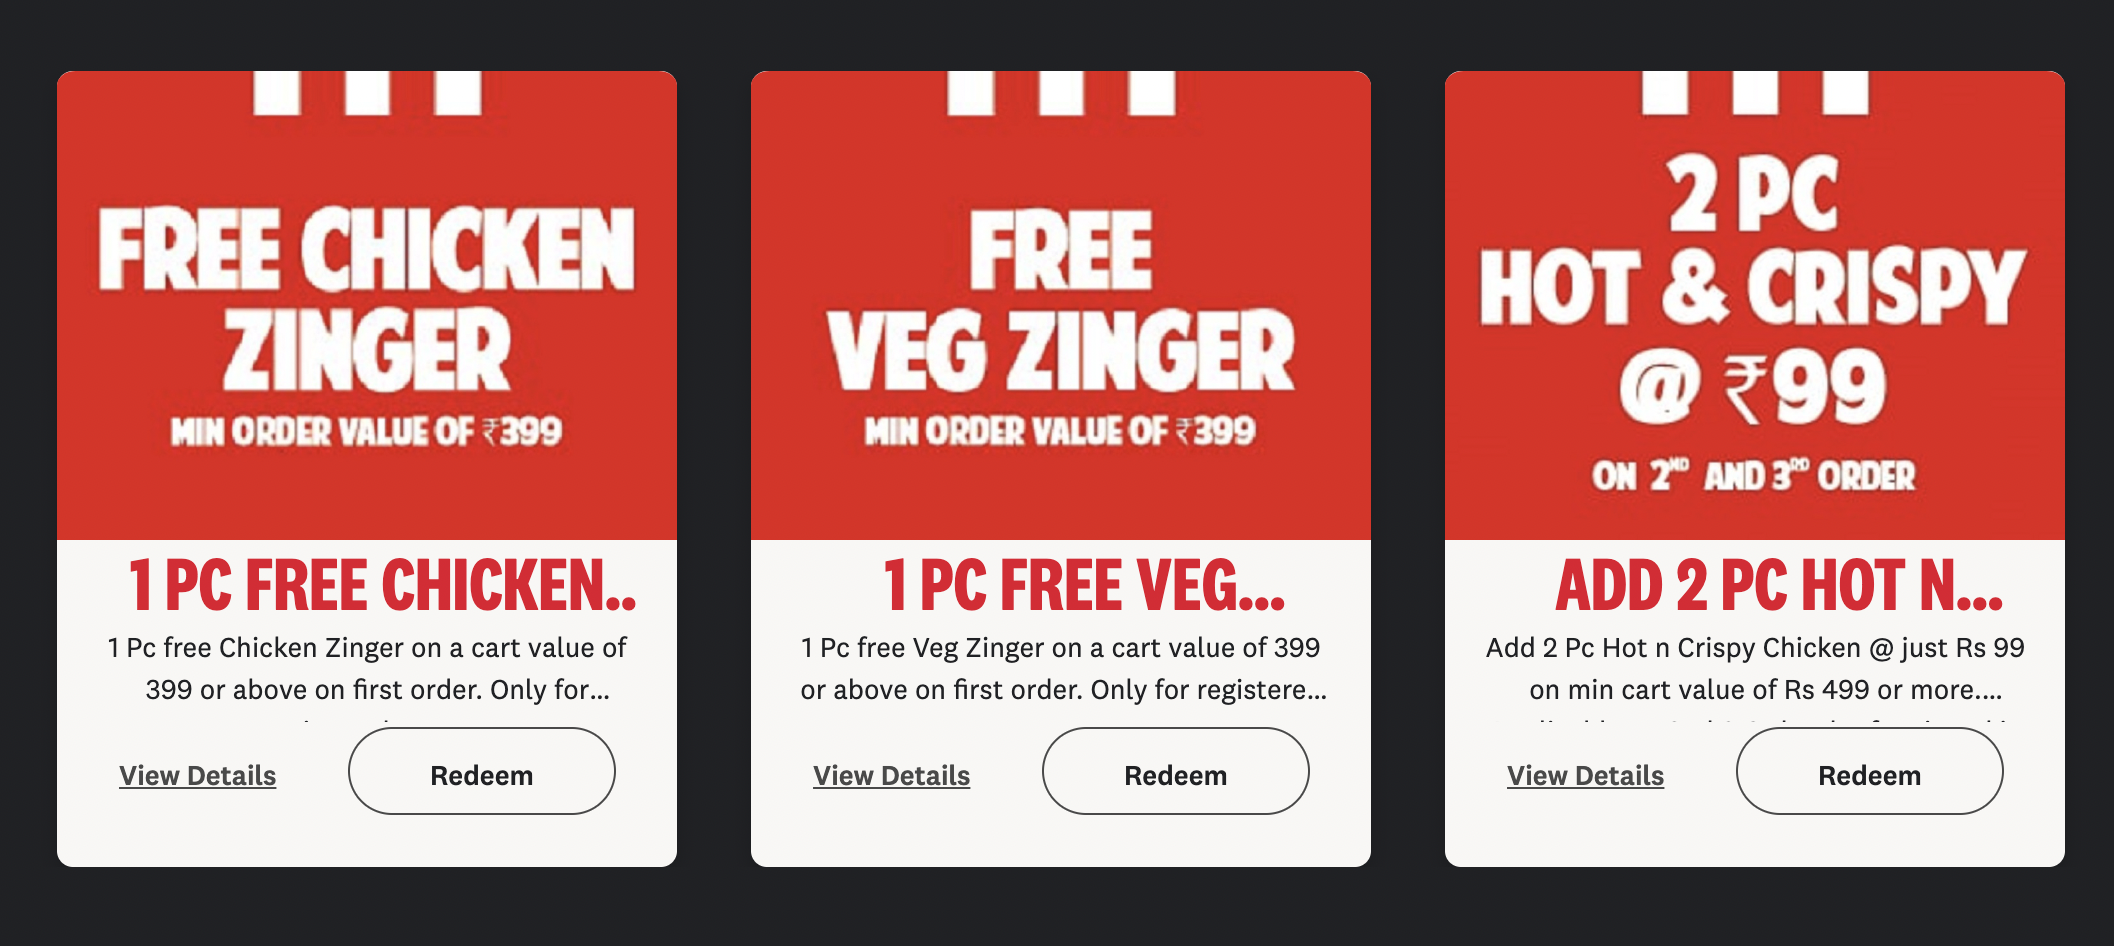 FREE CHICKEN
ZINGER
MIN ORDER VALUE OF ₹399
1 PC FREE CHICKEN..
1 Pc free Chicken Zinger on a cart value of
399 or above on first order. Only for...
View Details
Redeem
FREE
VEG ZINGER
MIN ORDER VALUE OF ₹399
1 PC FREE VEG...
1 Pc free Veg Zinger on a cart value of 399
or above on first order. Only for registere...
View Details
Redeem
2 PC
HOT & CRISPY
@ ₹99
ON 2ND AND 3RD ORDER
ADD 2 PC HOT N...
Add 2 Pc Hot n Crispy Chicken @ just Rs 99
on min cart value of Rs 499 or more....
View Details
Redeem